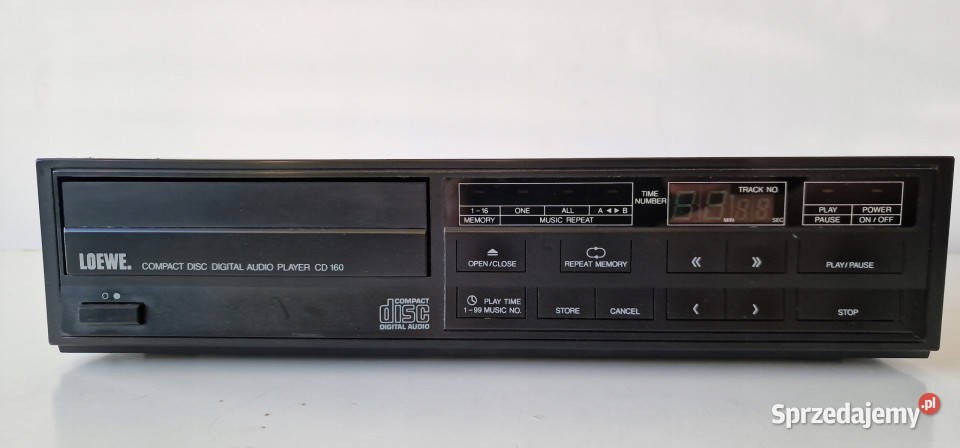 TIME NUMBER
TRACK NO.
1-16 ONE ALL A ◄► B
MEMORY MUSIC REPEAT
MIN SEC
PLAY POWER
PAUSE ON / OFF
LOEWE. COMPACT DISC DIGITAL AUDIO PLAYER CD 160
OPEN/CLOSE
REPEAT MEMORY
« »
PLAY/PAUSE
COMPACT
disc
DIGITAL AUDIO
PLAY TIME
1-99 MUSIC NO.
STORE
CANCEL
‹ ›
STOP
Sprzedajemy.pl